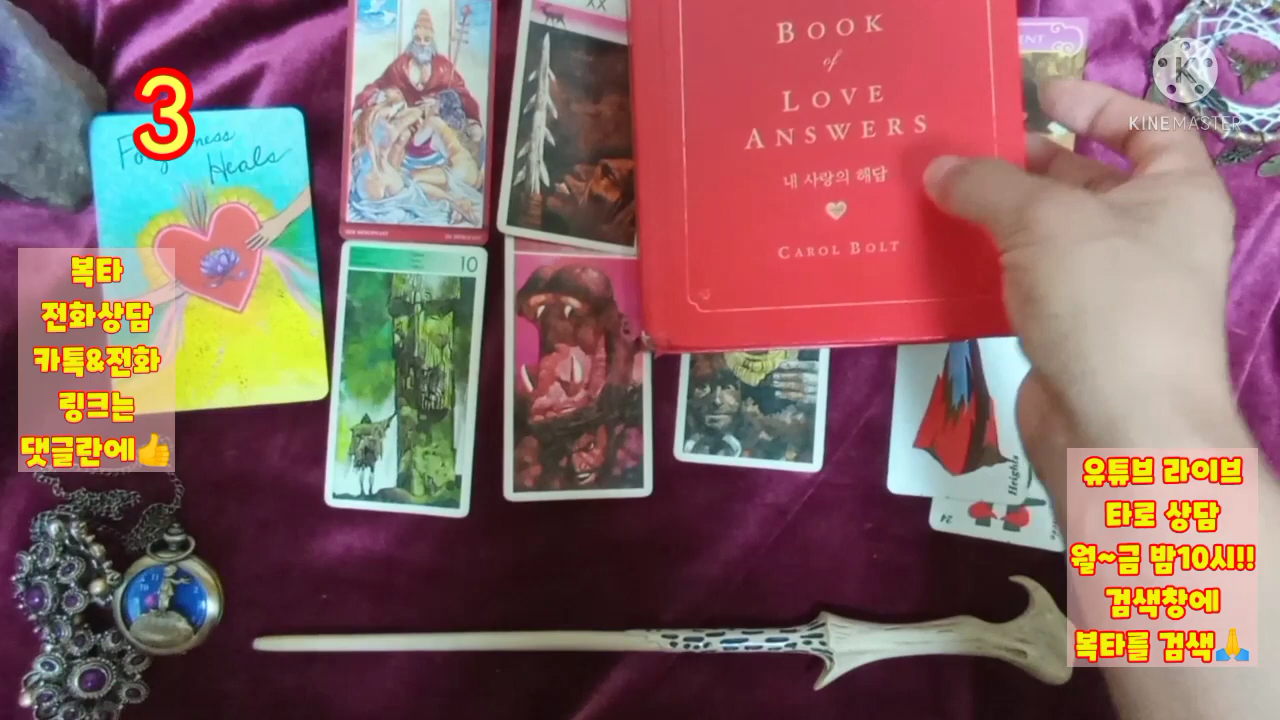 3
Forgiveness
Heals
XX
BOOK
of
LOVE
ANSWERS
내 사랑의 해답
CAROL BOLT
K
KINEMASTER
복타
전화상담
카톡&전화
링크는
댓글란에👍
10
Heights
24
유튜브 라이브
타로 상담
월~금 밤10시!!
검색창에
복타를 검색🙏